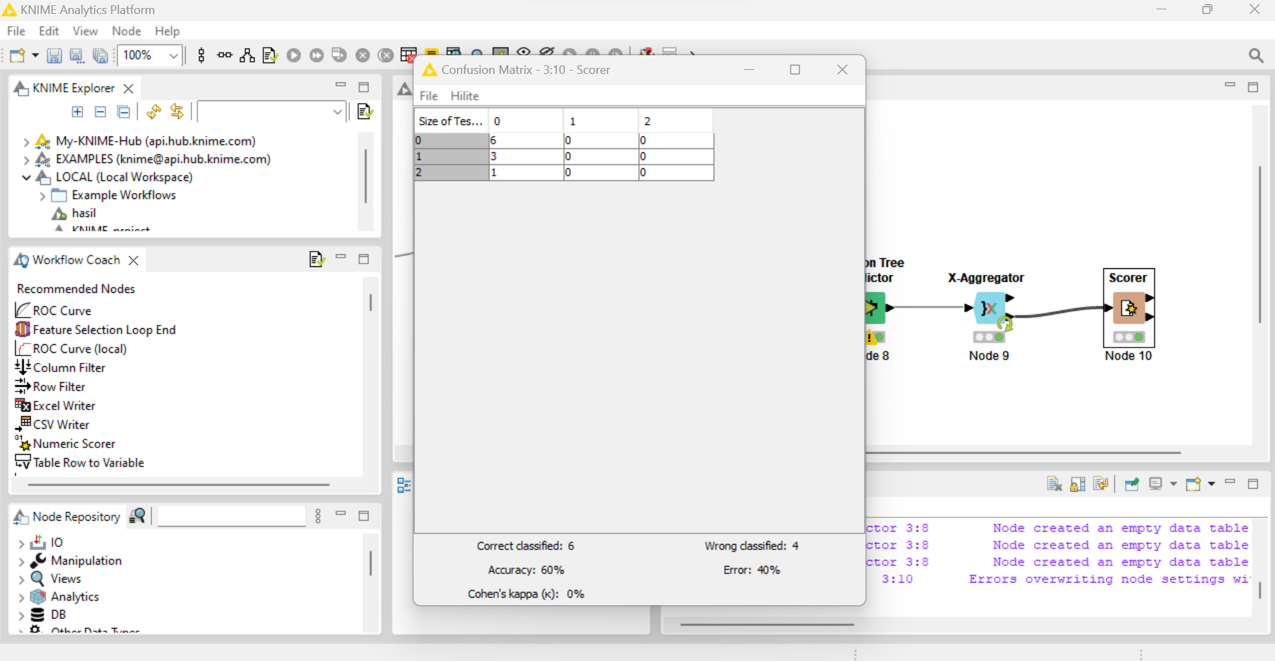 KNIME Analytics Platform
File Edit View Node Help
100%
KNIME Explorer
My-KNIME-Hub (api.hub.knime.com)
EXAMPLES (knime@api.hub.knime.com)
LOCAL (Local Workspace)
Example Workflows
hasil
KNIME_project
Workflow Coach
Recommended Nodes
ROC Curve
Feature Selection Loop End
ROC Curve (local)
Column Filter
Row Filter
Excel Writer
CSV Writer
Numeric Scorer
Table Row to Variable
Node Repository
IO
Manipulation
Views
Analytics
DB
Other Data Types
Confusion Matrix - 3:10 - Scorer
File Hilite
Size of Tes... 0 1 2
0 6 0 0
1 3 0 0
2 1 0 0
Correct classified: 6 Wrong classified: 4
Accuracy: 60% Error: 40%
Cohen's kappa (κ): 0%
on Tree
ictor
de 8
X-Aggregator
Node 9
Scorer
Node 10
ctor 3:8 Node created an empty data table
ctor 3:8 Node created an empty data table
ctor 3:8 Node created an empty data table
3:10 Errors overwriting node settings wi